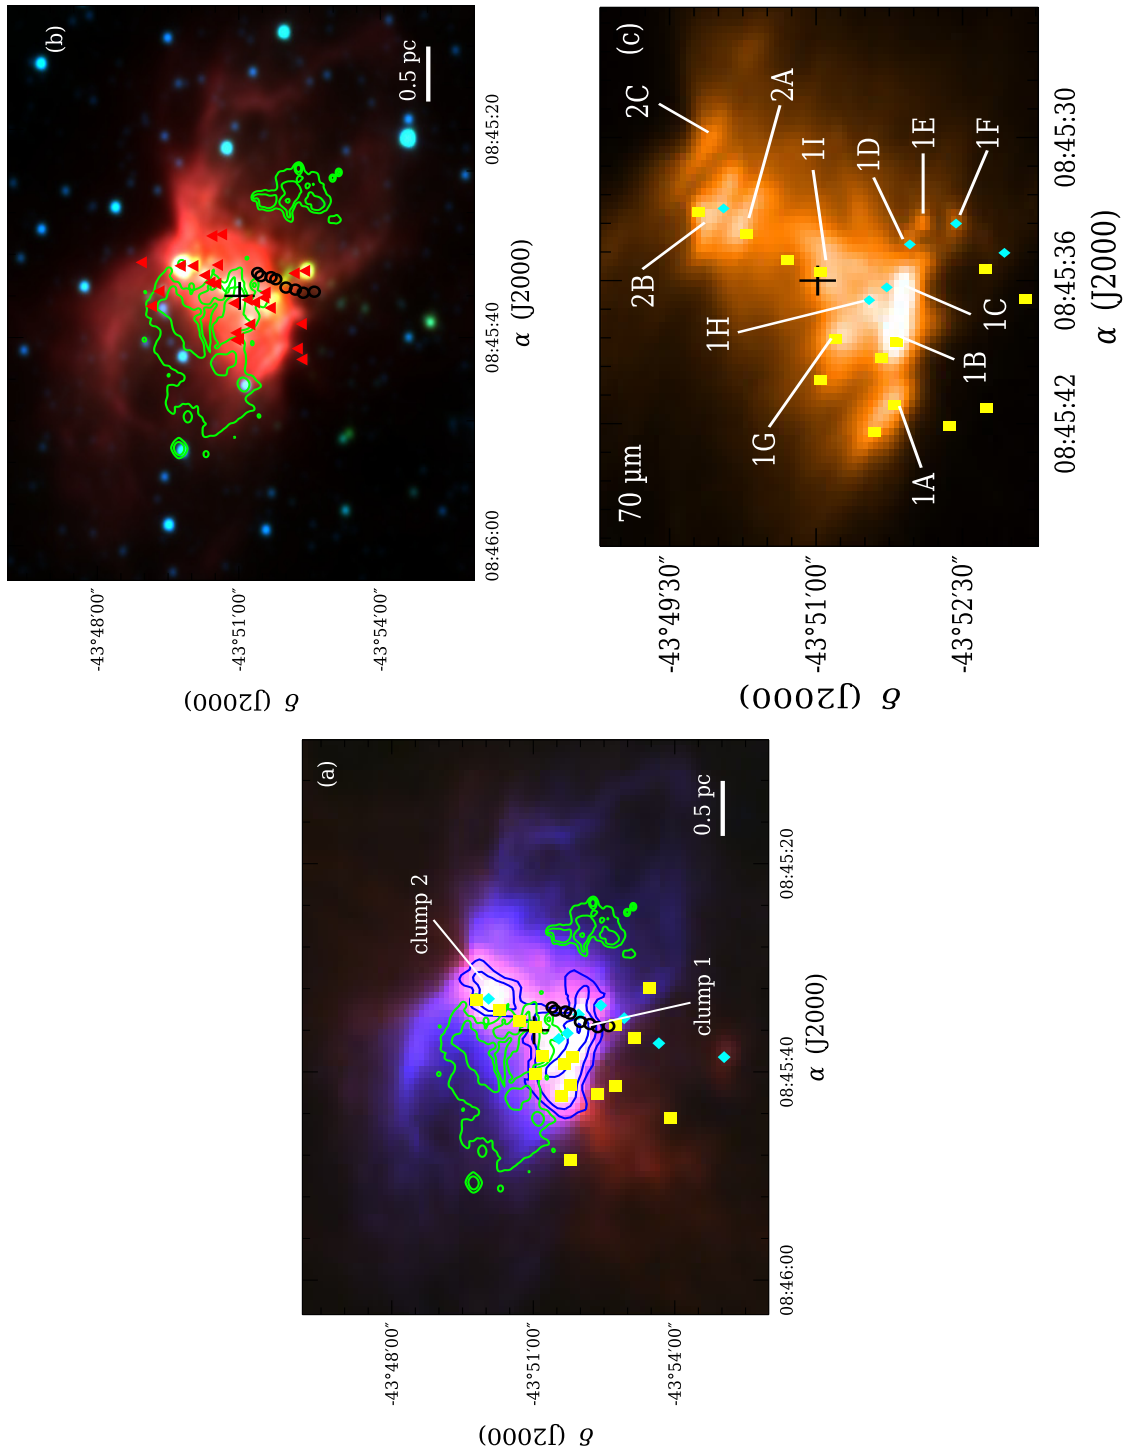 (a)
clump 2
clump 1
0.5 pc
-43°48′00″
-43°51′00″
-43°54′00″
δ (J2000)
08:46:00
08:45:40
08:45:20
α (J2000)
(b)
0.5 pc
-43°48′00″
-43°51′00″
-43°54′00″
δ (J2000)
08:46:00
08:45:40
08:45:20
α (J2000)
70 µm
(c)
2C
2A
2B
1I
1D
1E
1F
1H
1G
1C
1B
1A
-43°49′30″
-43°51′00″
-43°52′30″
δ (J2000)
08:45:42
08:45:36
08:45:30
α (J2000)